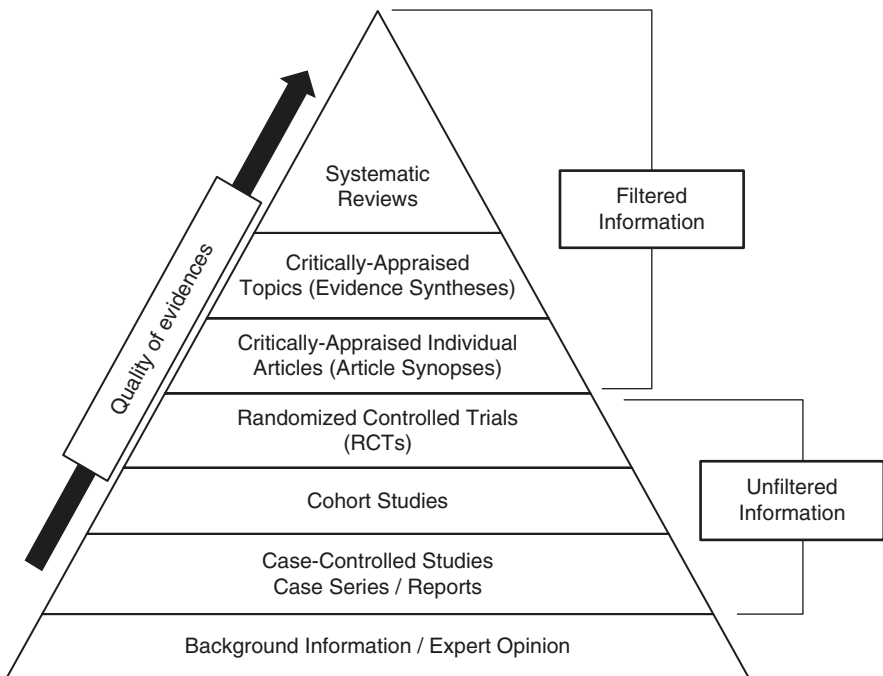 Systematic
Reviews
Filtered
Information
Critically-Appraised
Topics (Evidence Syntheses)
Quality of evidences
Critically-Appraised Individual
Articles (Article Synopses)
Randomized Controlled Trials
(RCTs)
Unfiltered
Information
Cohort Studies
Case-Controlled Studies
Case Series / Reports
Background Information / Expert Opinion